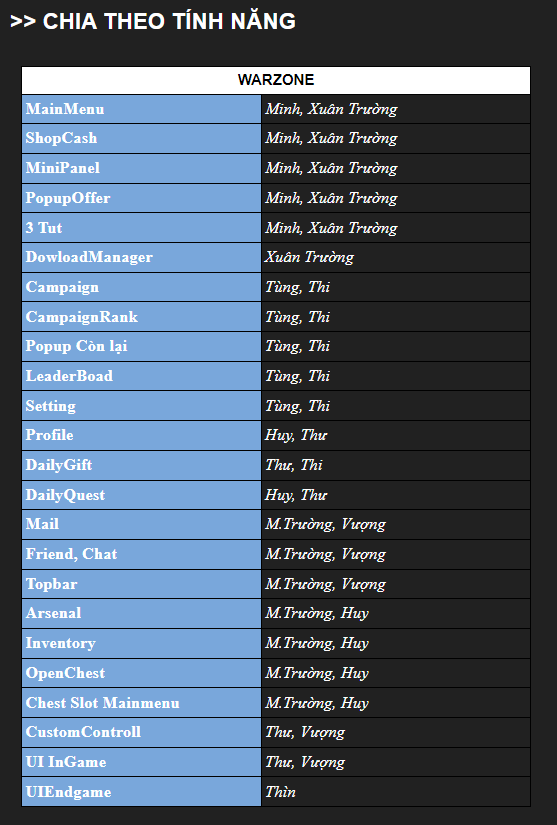 >> CHIA THEO TÍNH NĂNG
WARZONE
MainMenu Minh, Xuân Trường
ShopCash Minh, Xuân Trường
MiniPanel Minh, Xuân Trường
PopupOffer Minh, Xuân Trường
3 Tut Minh, Xuân Trường
DowloadManager Xuân Trường
Campaign Tùng, Thi
CampaignRank Tùng, Thi
Popup Còn lại Tùng, Thi
LeaderBoad Tùng, Thi
Setting Tùng, Thi
Profile Huy, Thư
DailyGift Thư, Thi
DailyQuest Huy, Thư
Mail M.Trường, Vượng
Friend, Chat M.Trường, Vượng
Topbar M.Trường, Vượng
Arsenal M.Trường, Huy
Inventory M.Trường, Huy
OpenChest M.Trường, Huy
Chest Slot Mainmenu M.Trường, Huy
CustomControll Thư, Vượng
UI InGame Thư, Vượng
UIEndgame Thìn